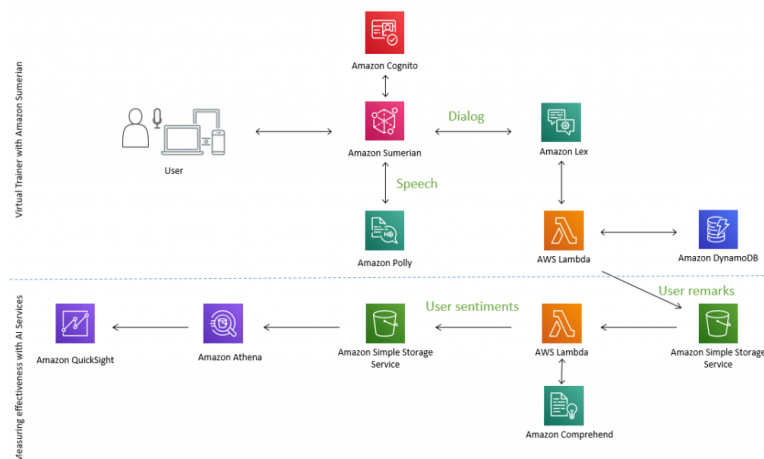 Virtual Trainer with Amazon Sumerian
Amazon Cognito
User
Amazon Sumerian
Dialog
Amazon Lex
Speech
Amazon Polly
AWS Lambda
Amazon DynamoDB
Measuring effectiveness with AI Services
User remarks
User sentiments
Amazon QuickSight
Amazon Athena
Amazon Simple Storage
Service
AWS Lambda
Amazon Simple Storage
Service
Amazon Comprehend